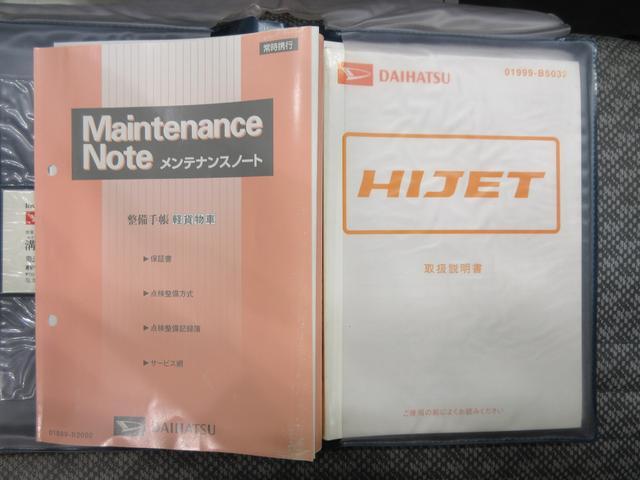 常時携行
Maintenance
Note メンテナンスノート
整備手帳 軽貨物車
▶保証書
▶点検整備方式
▶点検整備記録簿
▶サービス網
DAIHATSU
01999-B2002
DAIHATSU
01999-B5032
HIJET
取扱説明書
ご使用の前によくお読みください